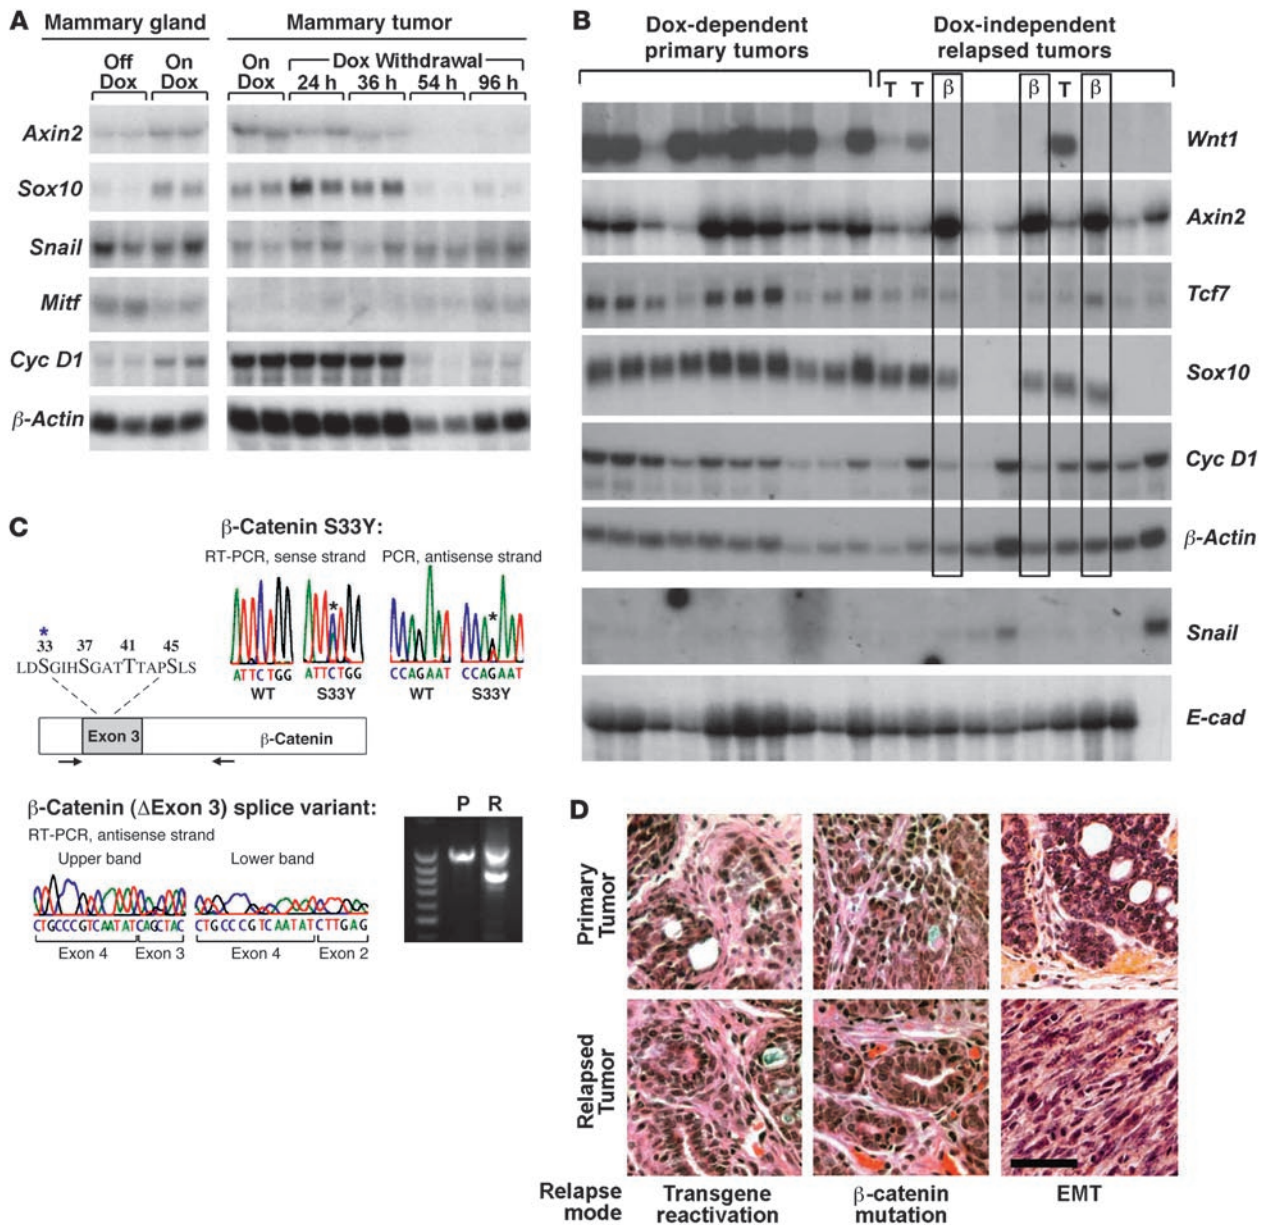 A
Mammary gland
Mammary tumor
Off Dox
On Dox
On Dox
Dox Withdrawal
24 h
36 h
54 h
96 h
Axin2
Sox10
Snail
Mitf
Cyc D1
β-Actin
B
Dox-dependent
primary tumors
Dox-independent
relapsed tumors
T T β β T β
Wnt1
Axin2
Tcf7
Sox10
Cyc D1
β-Actin
Snail
E-cad
C
β-Catenin S33Y:
RT-PCR, sense strand
PCR, antisense strand
*
*
*
33 37 41 45
LDSGIHSGATTTAPSLS
ATTCTGG
ATTCTGG
CCAGAAT
CCAGAAT
WT
S33Y
WT
S33Y
Exon 3
β-Catenin
β-Catenin (ΔExon 3) splice variant:
RT-PCR, antisense strand
Upper band
Lower band
CTGCCCGTCAATATCAGCTAC
CTGCCCGTCAATATCTTGAG
Exon 4
Exon 3
Exon 4
Exon 2
P R
D
Primary
Tumor
Relapsed
Tumor
Relapse
mode
Transgene
reactivation
β-catenin
mutation
EMT